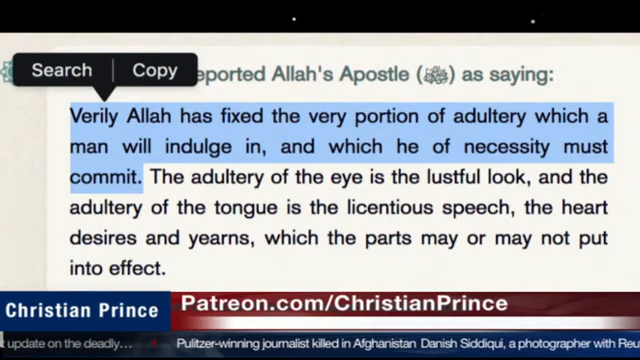 Search | Copy
eported Allah's Apostle (ﷺ) as saying:
Verily Allah has fixed the very portion of adultery which a
man will indulge in, and which he of necessity must
commit. The adultery of the eye is the lustful look, and the
adultery of the tongue is the licentious speech, the heart
desires and yearns, which the parts may or may not put
into effect.
Christian Prince
Patreon.com/ChristianPrince
t update on the deadly... Pulitzer-winning journalist killed in Afghanistan Danish Siddiqui, a photographer with Reu